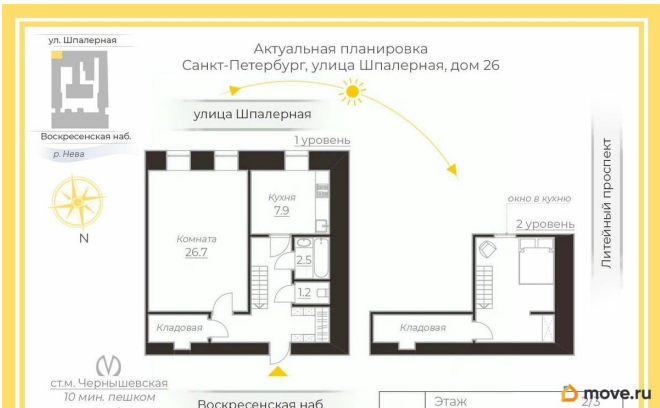 ул. Шпалерная
Актуальная планировка
Санкт-Петербург, улица Шпалерная, дом 26
улица Шпалерная
Воскресенская наб.
р. Нева
1 уровень
N
Кухня
7.9
Комната
26.7
2.5
1.2
Кладовая
окно в кухню
2 уровень
Кладовая
Литейный проспект
ст.м. Чернышевская
10 мин. пешком
Воскресенская наб.
Этаж
2/3
move.ru